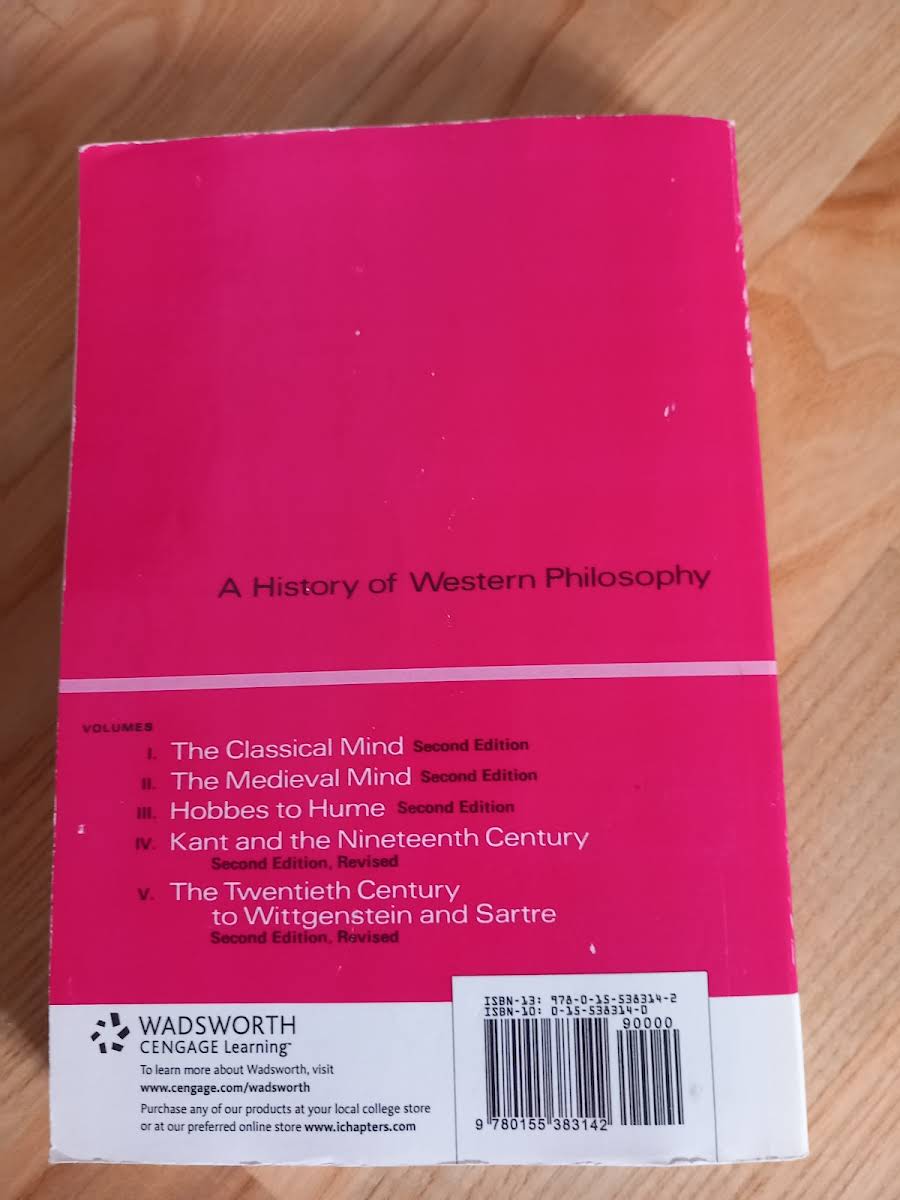 A History of Western Philosophy
VOLUMES
I. The Classical Mind Second Edition
II. The Medieval Mind Second Edition
III. Hobbes to Hume Second Edition
IV. Kant and the Nineteenth Century
Second Edition, Revised
V. The Twentieth Century
to Wittgenstein and Sartre
Second Edition, Revised
WADSWORTH
CENGAGE Learning™
To learn more about Wadsworth, visit
www.cengage.com/wadsworth
Purchase any of our products at your local college store
or at our preferred online store www.ichapters.com
ISBN-13: 978-0-15-538314-2
ISBN-10: 0-15-538314-0
90000
9 780155 383142